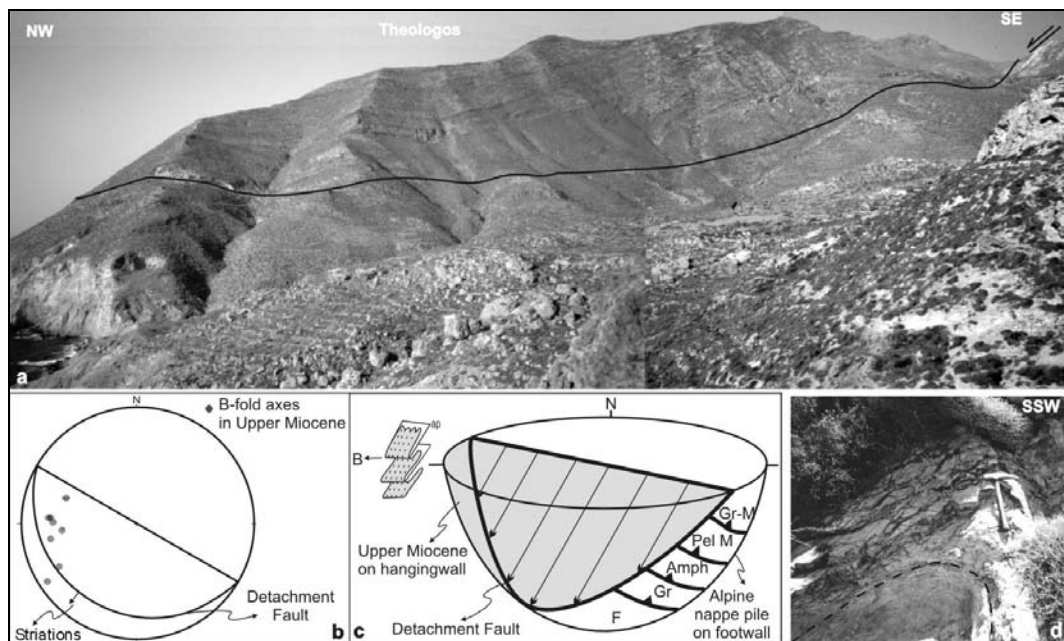 NW
Theologos
SE
a
N
B-fold axes
in Upper Miocene
Detachment
Fault
Striations
b
N
ap
B
Gr-M
Pel M
Amph
Gr
F
Upper Miocene
on hangingwall
Detachment Fault
Alpine
nappe pile
on footwall
c
SSW
d